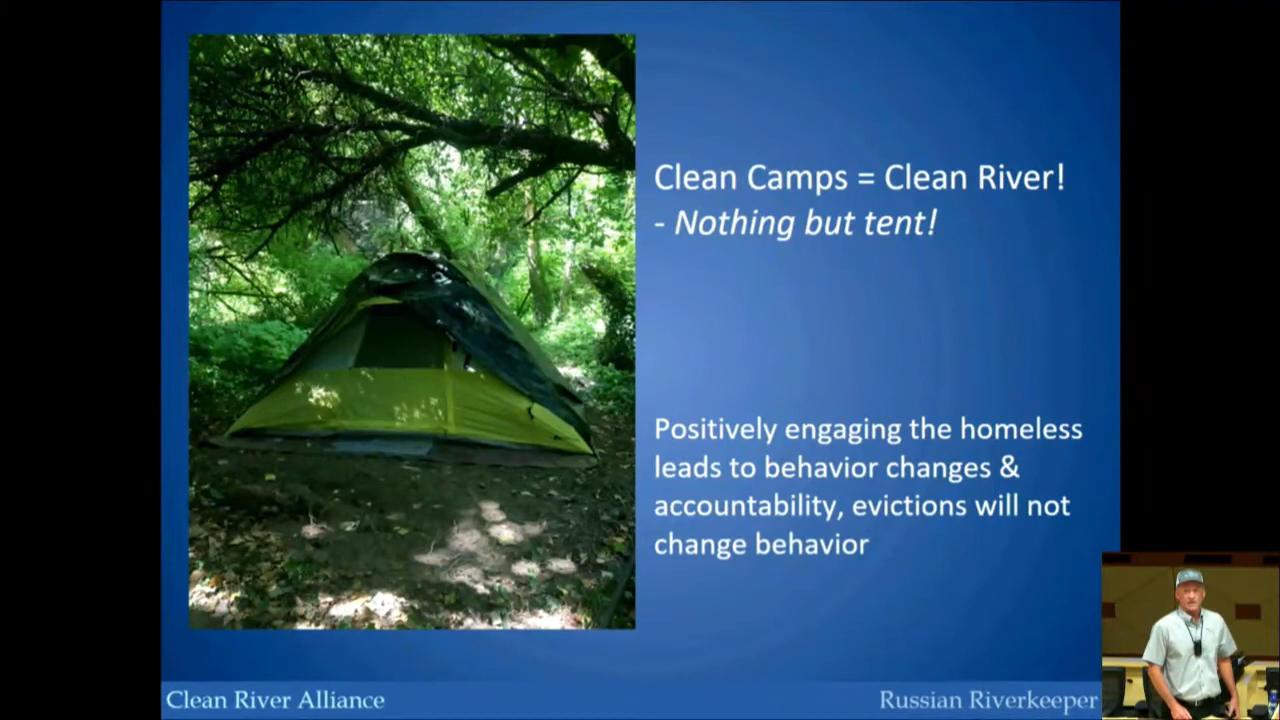 Clean Camps = Clean River!
- Nothing but tent!
Positively engaging the homeless
leads to behavior changes &
accountability, evictions will not
change behavior
Clean River Alliance
Russian Riverkeeper